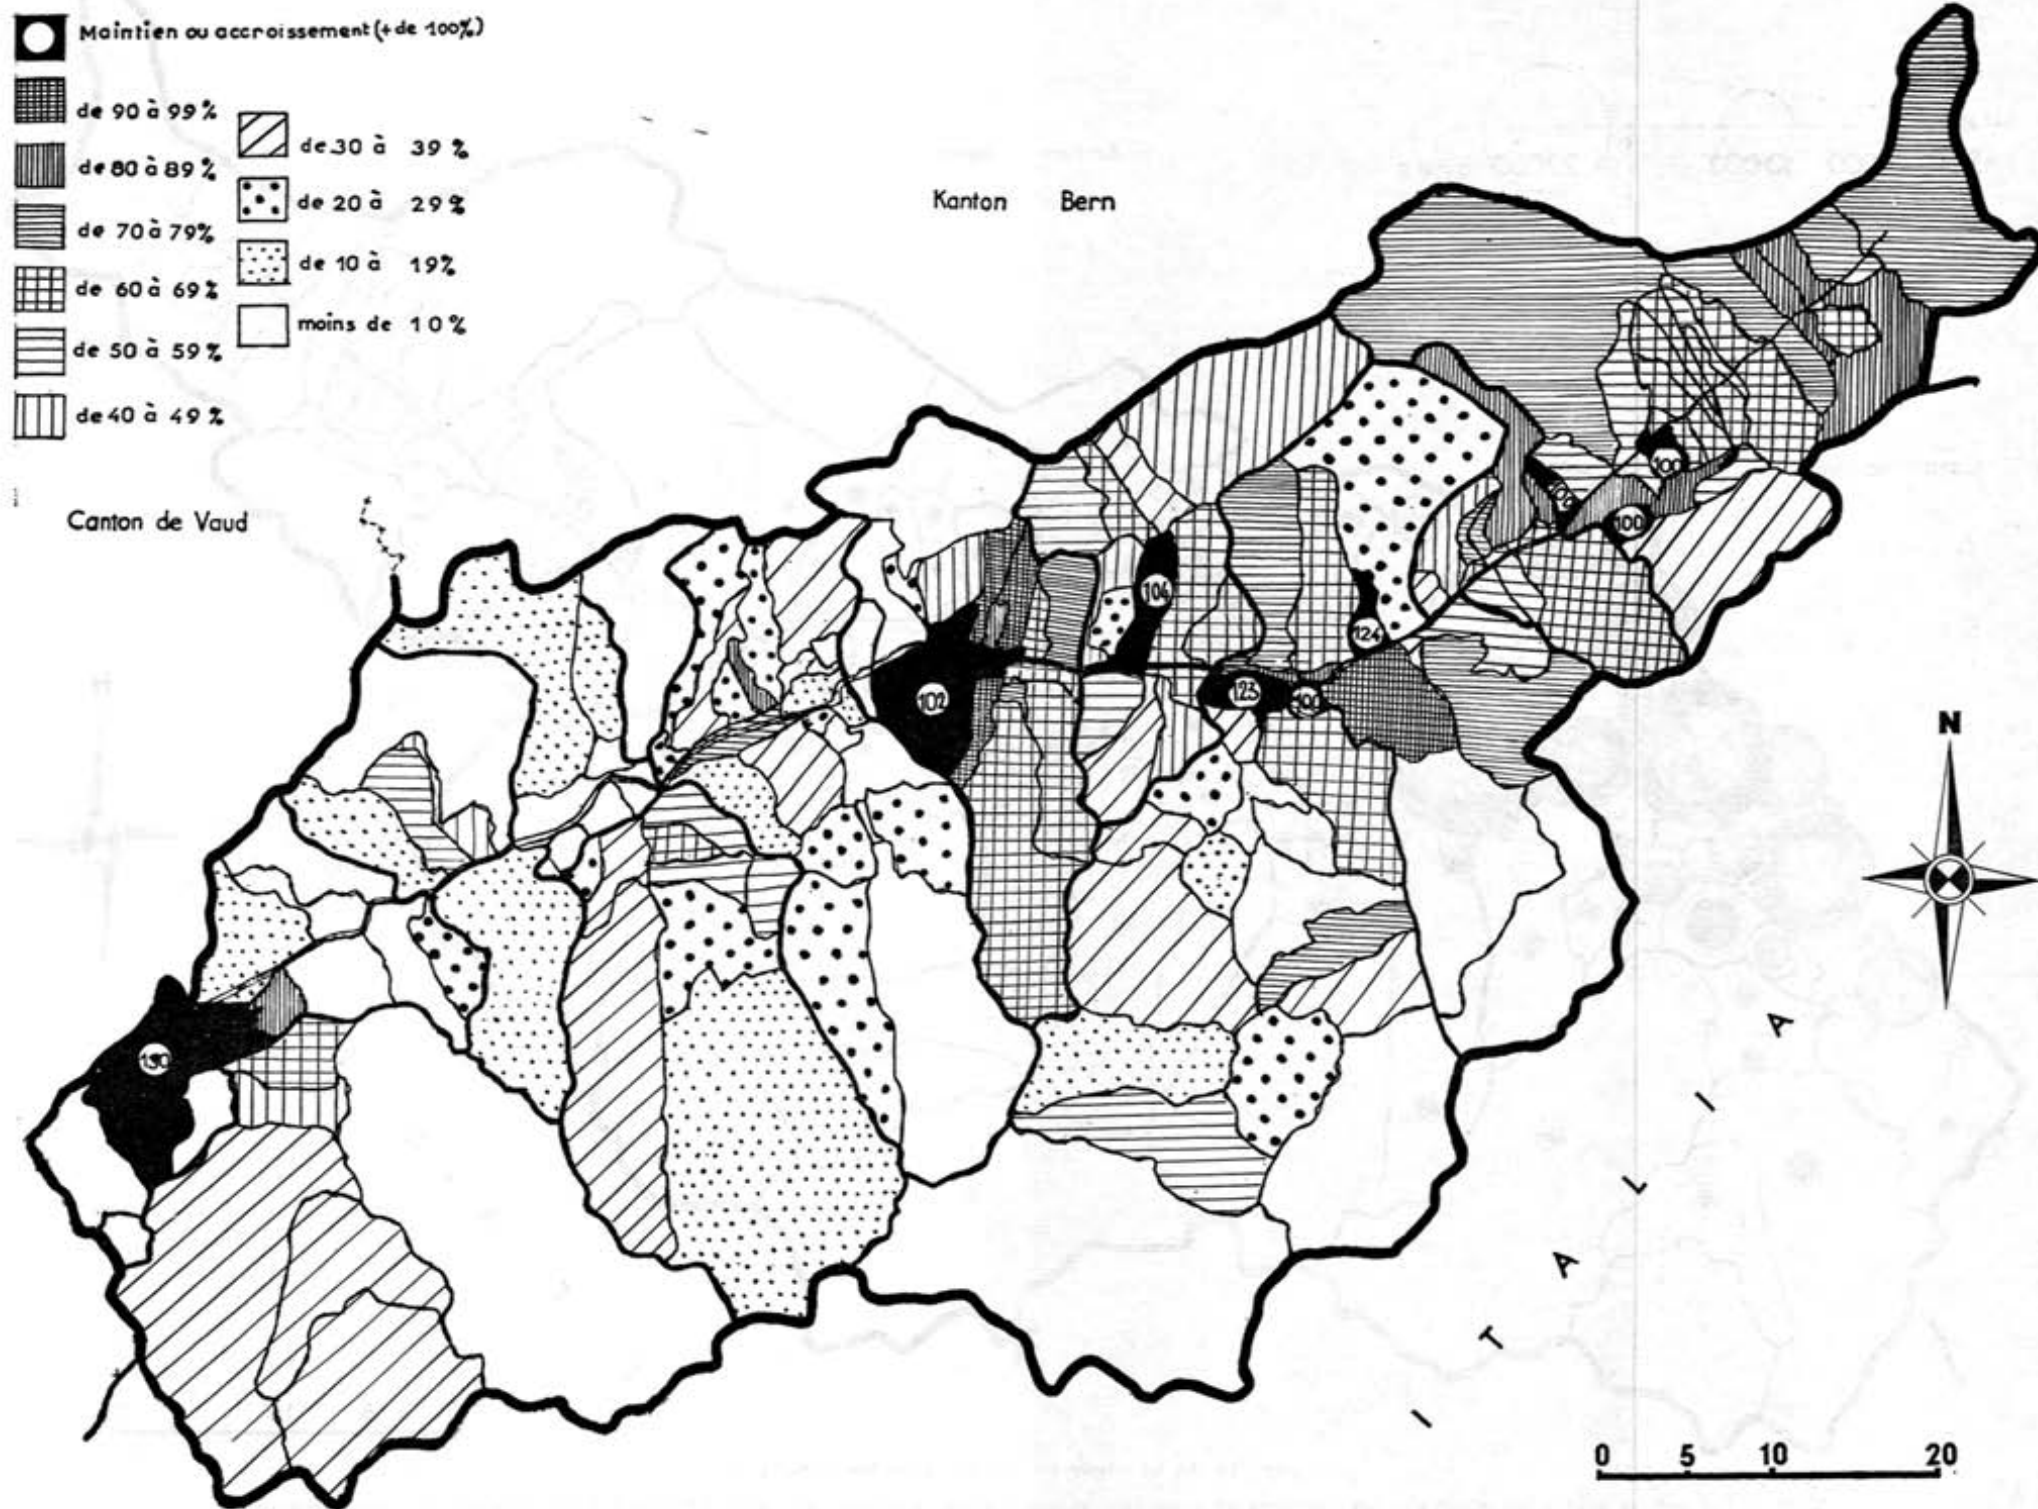 Maintien ou accroissement (+ de 100%)
de 90 à 99%
de 80 à 89%
de 70 à 79%
de 60 à 69%
de 50 à 59%
de 40 à 49%
de 30 à 39%
de 20 à 29%
de 10 à 19%
moins de 10%
Kanton Bern
Canton de Vaud
100
100
104
124
123
100
102
130
N
ITALIA
0 5 10 20